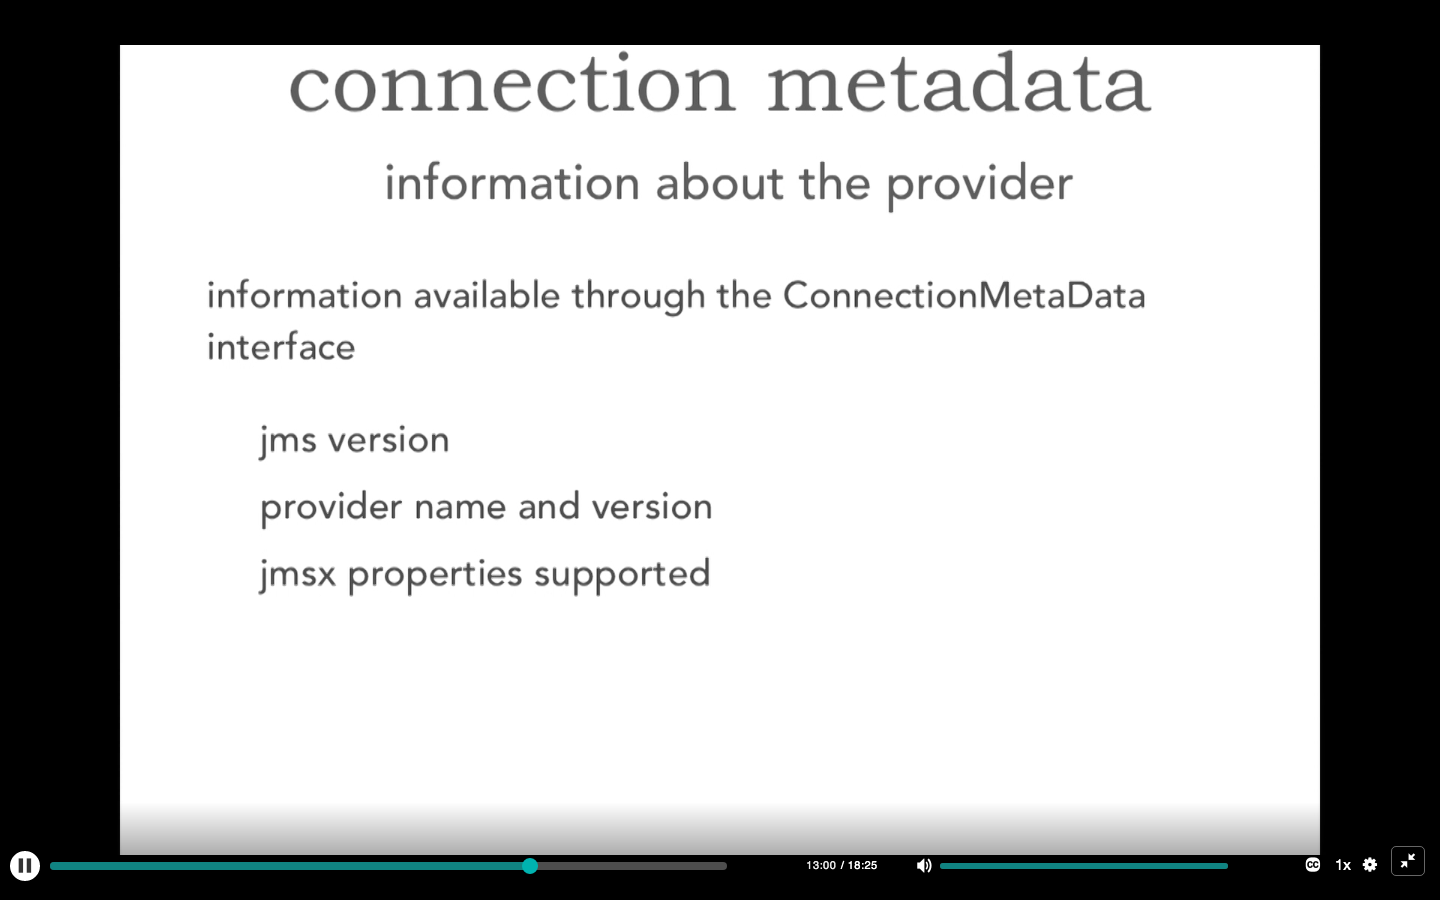 connection metadata
information about the provider
information available through the ConnectionMetaData
interface
jms version
provider name and version
jmsx properties supported
13:00 / 18:25
CC
1x